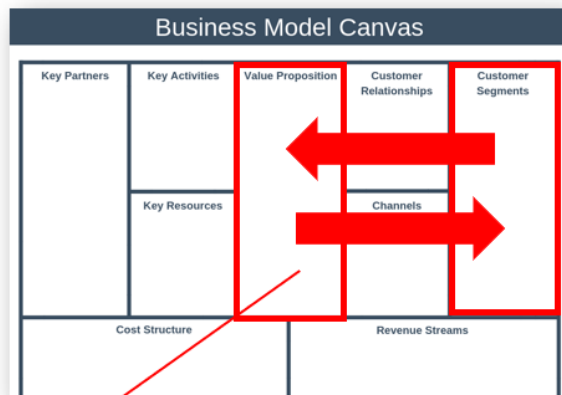 Business Model Canvas
Key Partners
Key Activities
Value Proposition
Customer
Relationships
Customer
Segments
Key Resources
Channels
Cost Structure
Revenue Streams